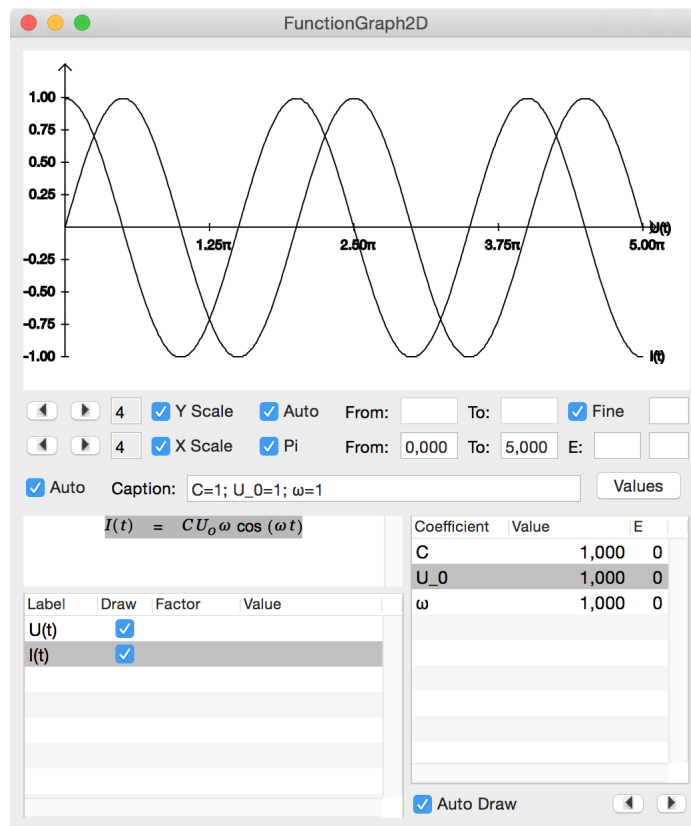 FunctionGraph2D
1.00
0.75
0.50
0.25
U(t)
1.25π 2.50π 3.75π 5.00π
-0.25
-0.50
-0.75
-1.00 I(t)
4 Y Scale Auto From: To: Fine
4 X Scale Pi From: 0,000 To: 5,000 E:
Auto Caption: C=1; U_0=1; ω=1 Values
I(t) = C U_o ω cos (ω t)
Coefficient Value E
C 1,000 0
U_0 1,000 0
ω 1,000 0
Label Draw Factor Value
U(t)
I(t)
Auto Draw